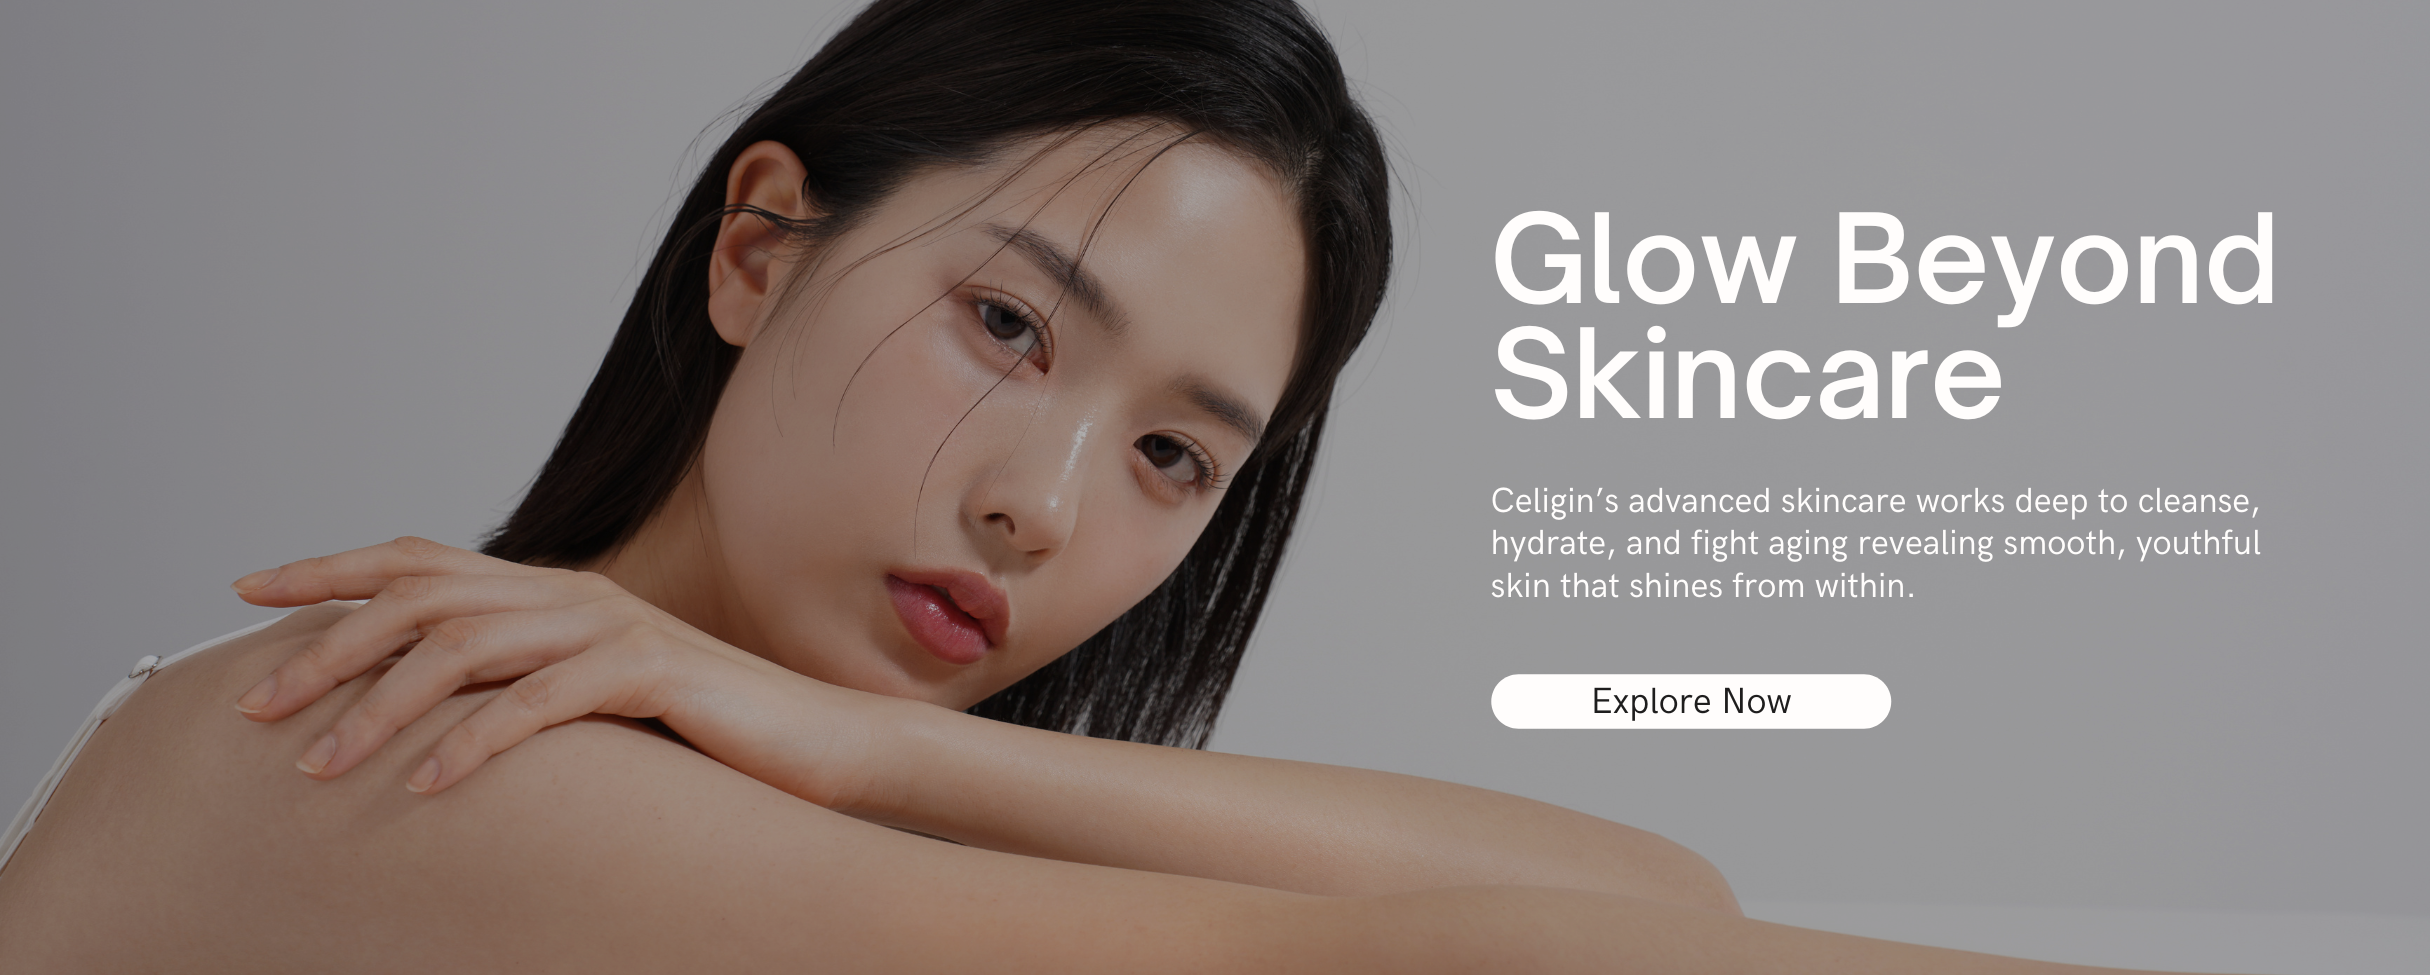 Glow Beyond
Skincare
Celigin’s advanced skincare works deep to cleanse,
hydrate, and fight aging revealing smooth, youthful
skin that shines from within.
Explore Now